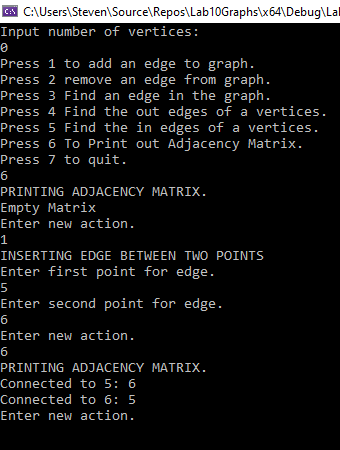 C:\Users\Steven\Source\Repos\Lab10Graphs\x64\Debug\Lab
Input number of vertices:
0
Press 1 to add an edge to graph.
Press 2 remove an edge from graph.
Press 3 Find an edge in the graph.
Press 4 Find the out edges of a vertices.
Press 5 Find the in edges of a vertices.
Press 6 To Print out Adjacency Matrix.
Press 7 to quit.
6
PRINTING ADJACENCY MATRIX.
Empty Matrix
Enter new action.
1
INSERTING EDGE BETWEEN TWO POINTS
Enter first point for edge.
5
Enter second point for edge.
6
Enter new action.
6
PRINTING ADJACENCY MATRIX.
Connected to 5: 6
Connected to 6: 5
Enter new action.